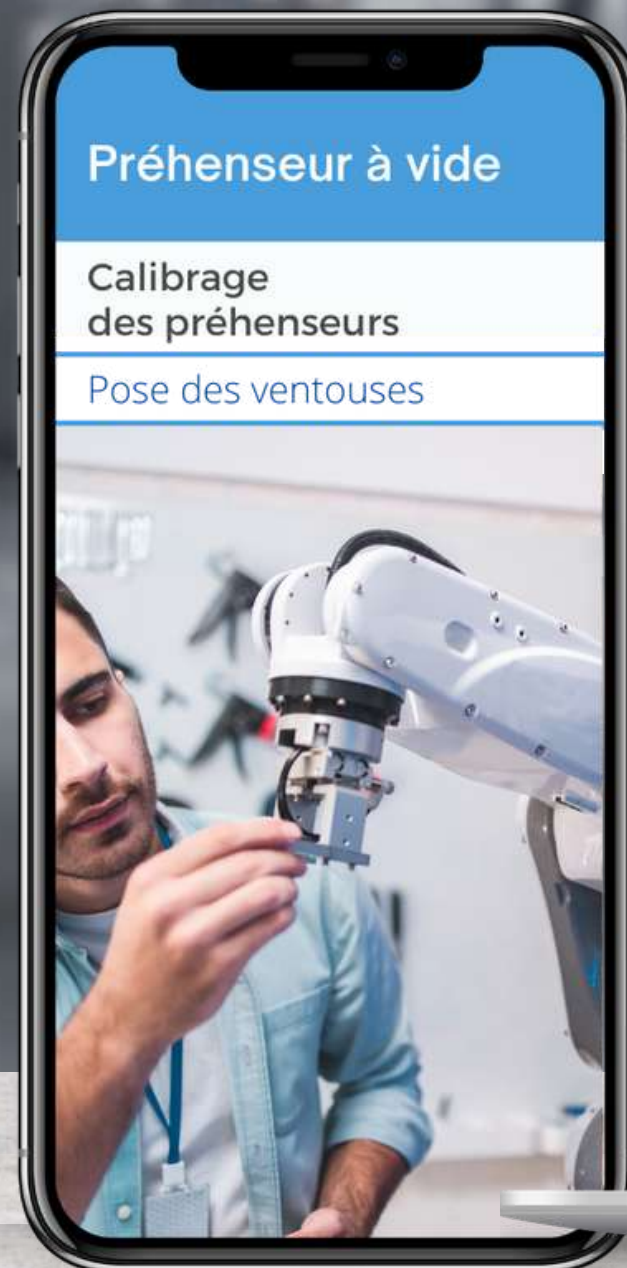 Préhenseur à vide
Calibrage
des préhenseurs
Pose des ventouses